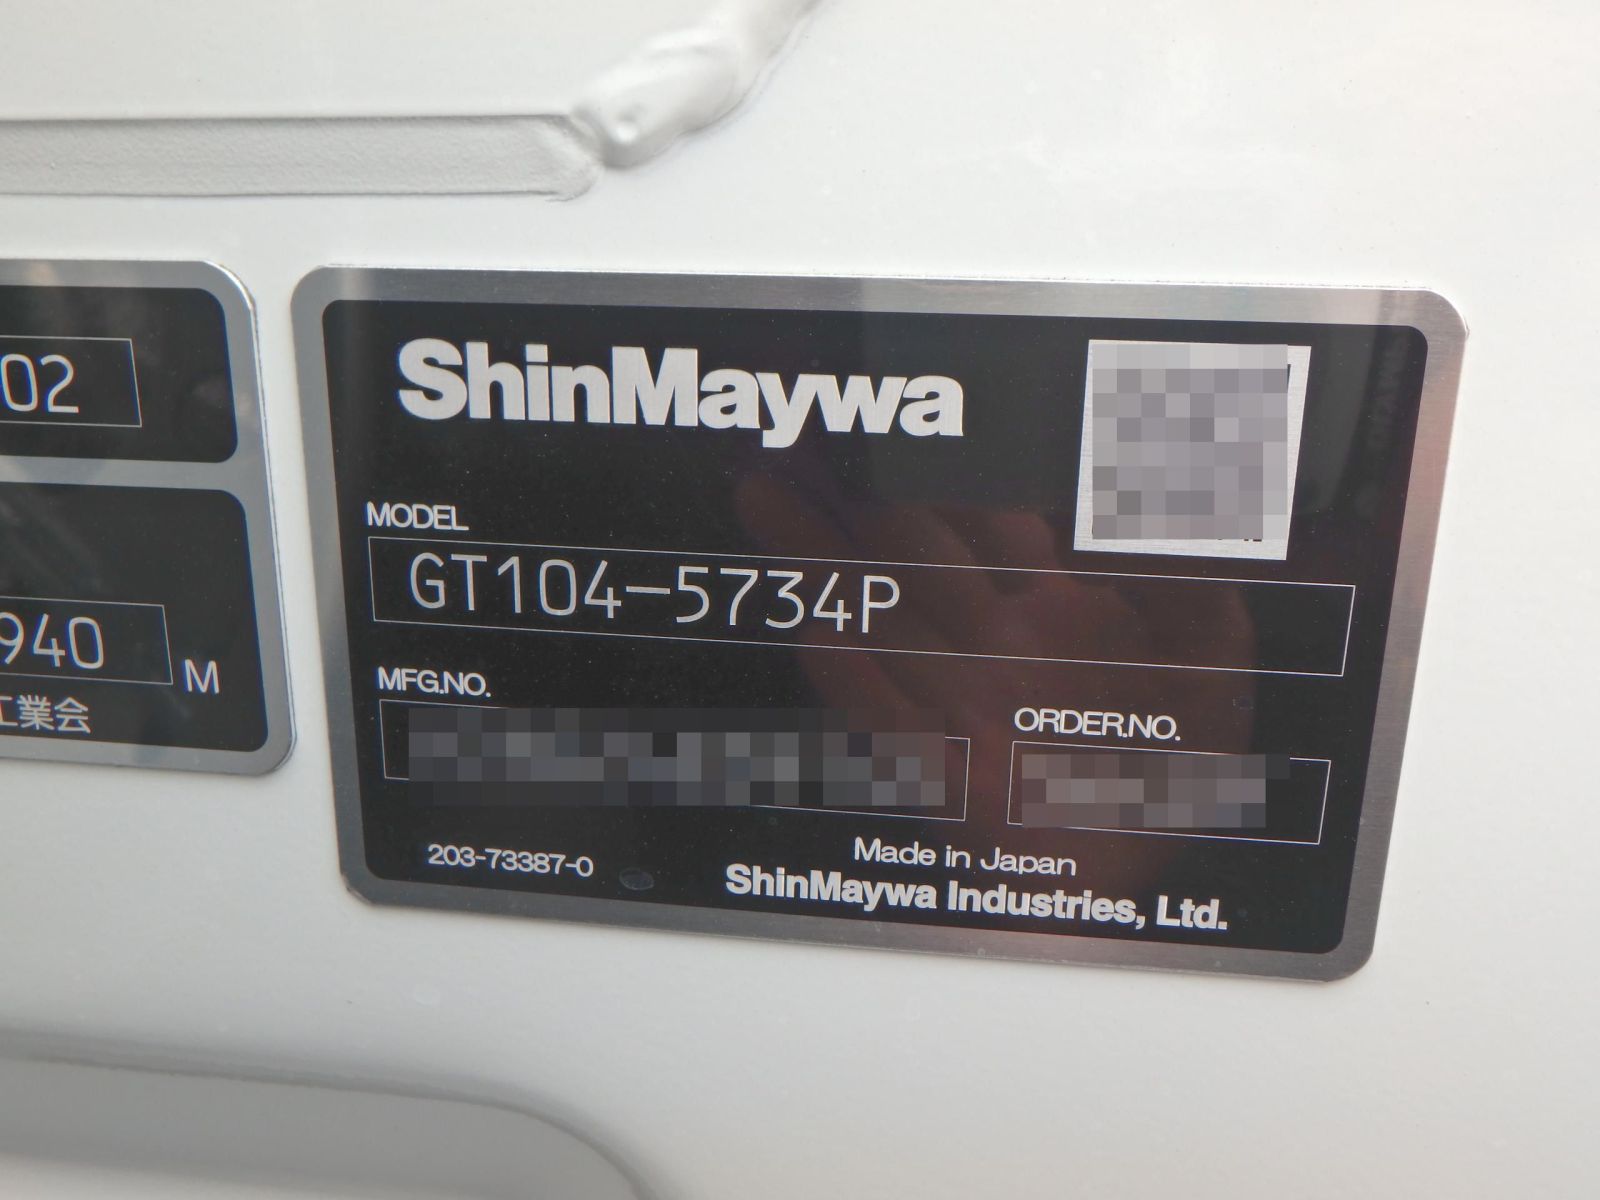 02
940
M
工業会
ShinMaywa
MODEL
GT104-5734P
MFG.NO.
ORDER.NO.
203-73387-0
Made in Japan
ShinMaywa Industries, Ltd.